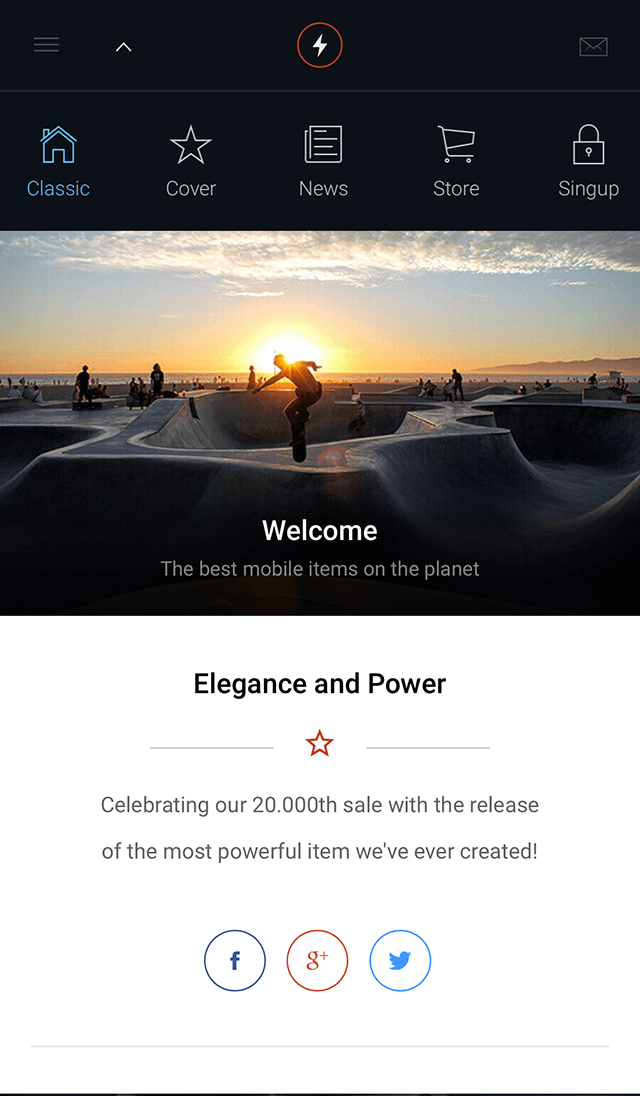 Classic Cover News Store Singup
Welcome
The best mobile items on the planet
Elegance and Power
Celebrating our 20.000th sale with the release
of the most powerful item we've ever created!
f g+